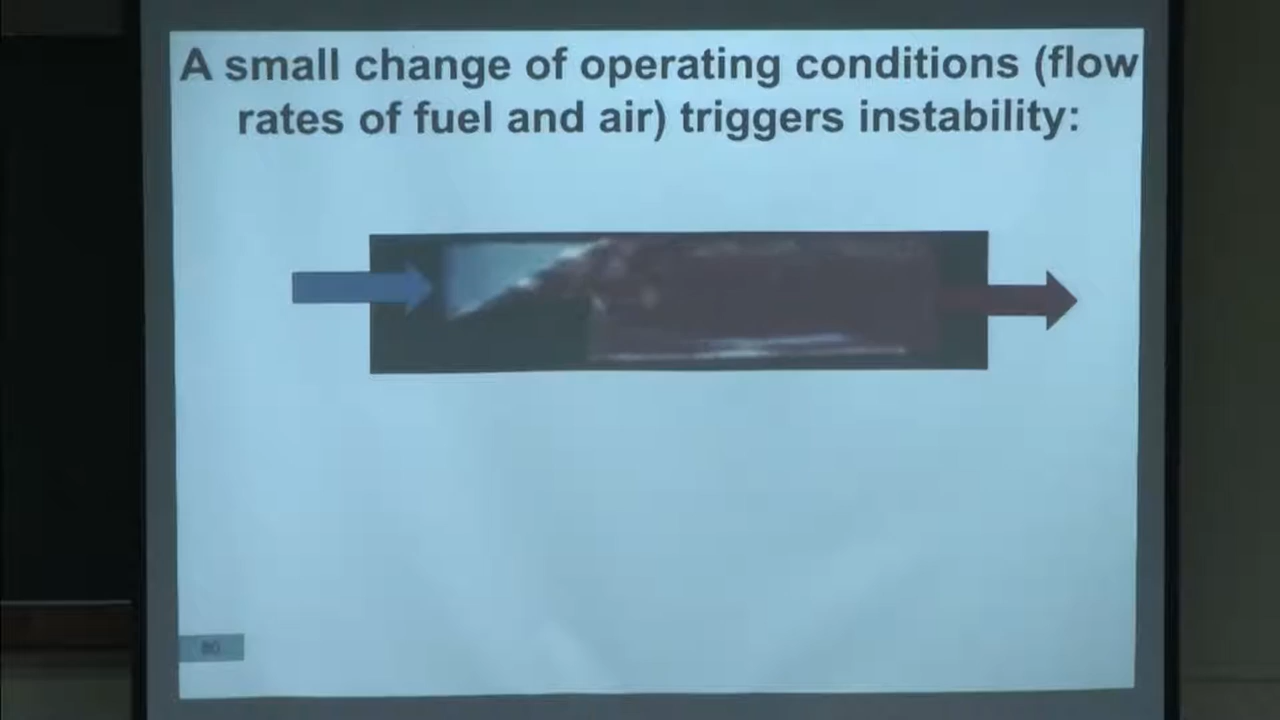 A small change of operating conditions (flow
rates of fuel and air) triggers instability: